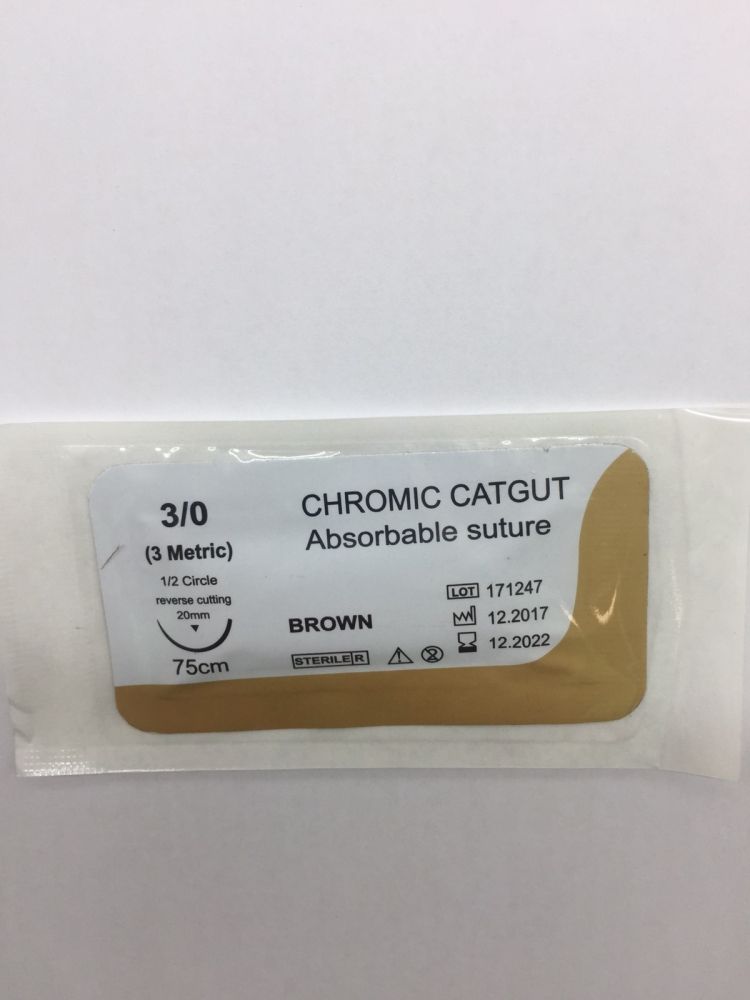 3/0
(3 Metric)
1/2 Circle
reverse cutting
20mm
75cm
CHROMIC CATGUT
Absorbable suture
BROWN
STERILE R
LOT 171247
12.2017
12.2022